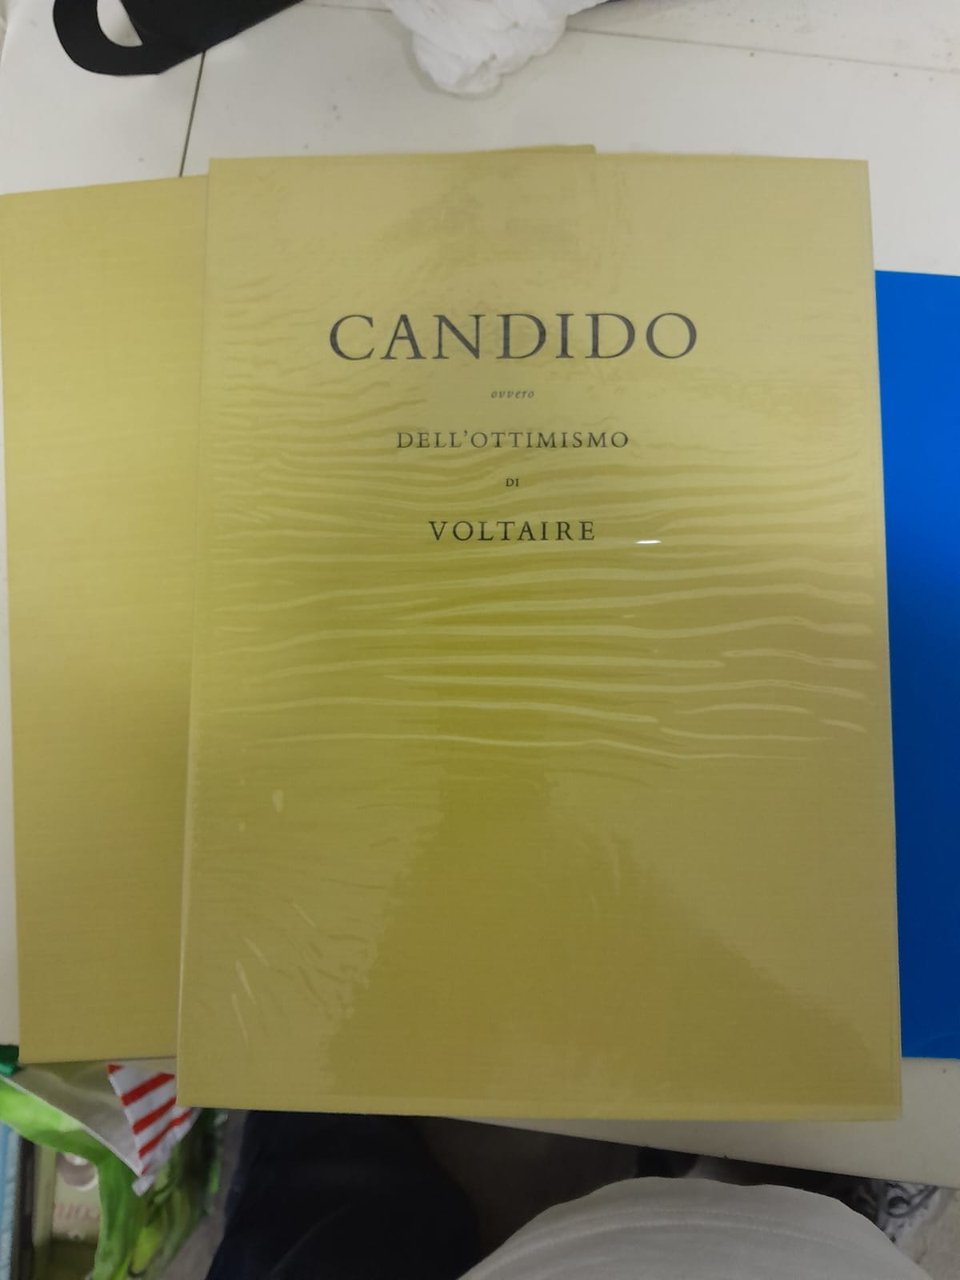 CANDIDO
ovvero
DELL'OTTIMISMO
DI
VOLTAIRE